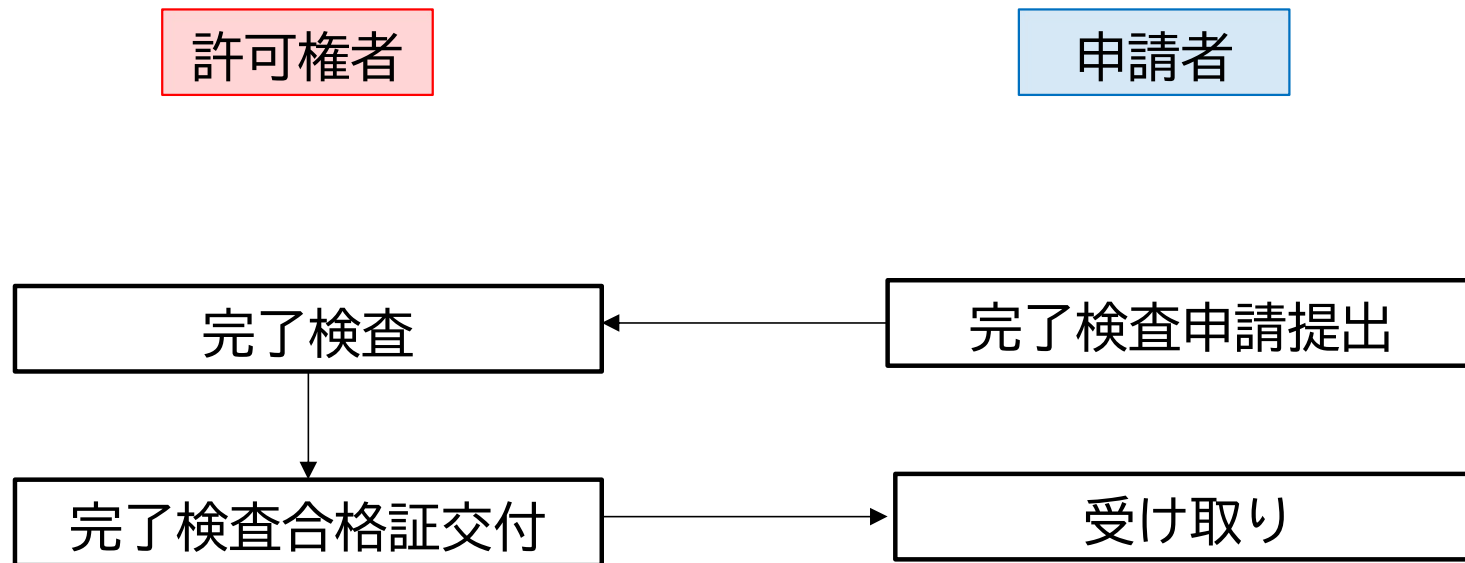 許可権者
申請者
完了検査
完了検査申請提出
完了検査合格証交付
受け取り